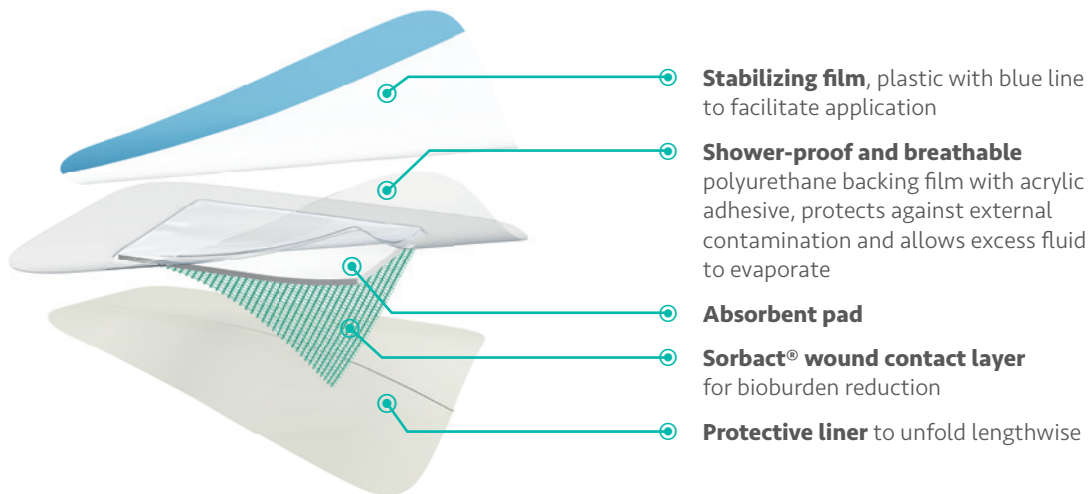 Stabilizing film, plastic with blue line
to facilitate application
Shower-proof and breathable
polyurethane backing film with acrylic
adhesive, protects against external
contamination and allows excess fluid
to evaporate
Absorbent pad
Sorbact® wound contact layer
for bioburden reduction
Protective liner to unfold lengthwise